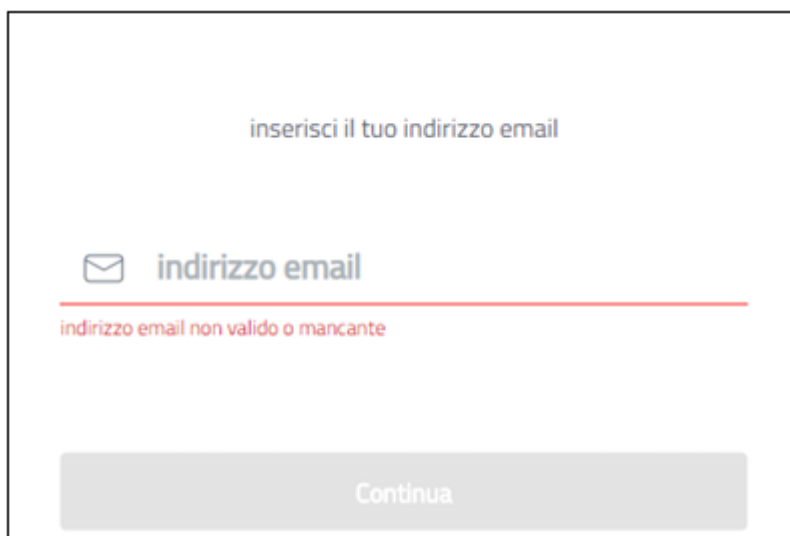 inserisci il tuo indirizzo email
indirizzo email
indirizzo email non valido o mancante
Continua